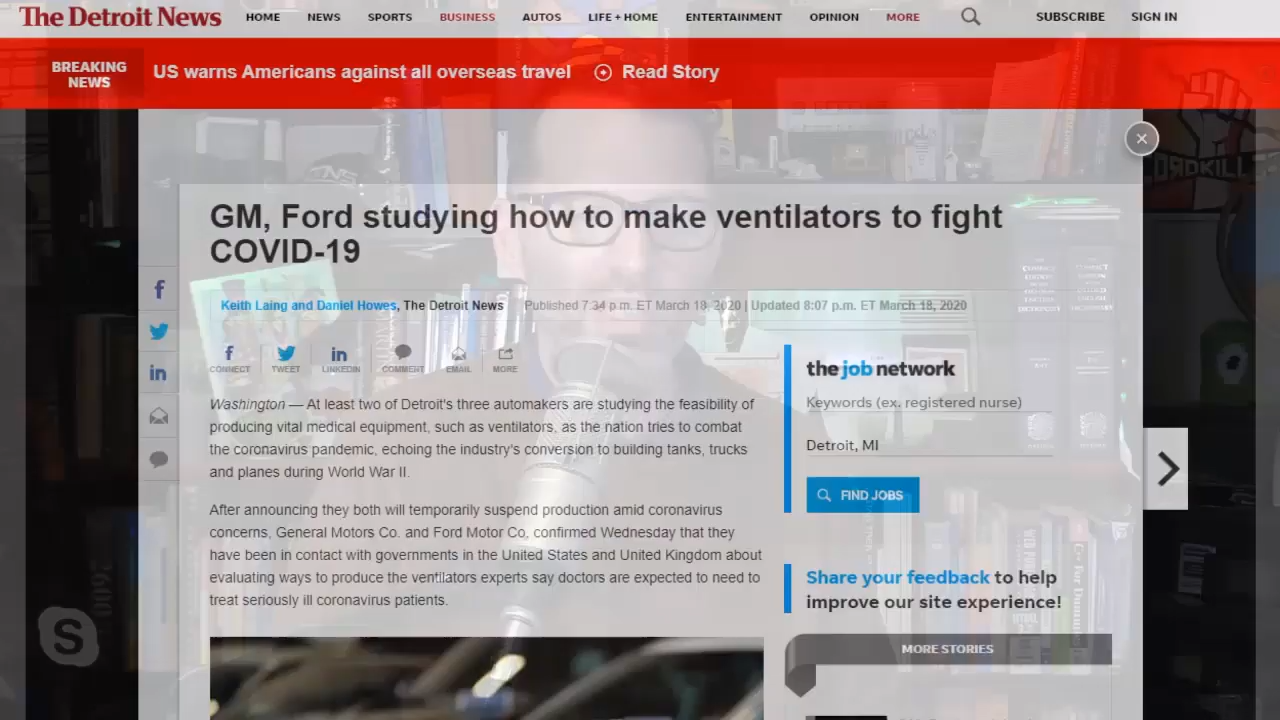 The Detroit News
HOME NEWS SPORTS BUSINESS AUTOS LIFE + HOME ENTERTAINMENT OPINION MORE SUBSCRIBE SIGN IN
BREAKING
NEWS
US warns Americans against all overseas travel Read Story
GM, Ford studying how to make ventilators to fight
COVID-19
Keith Laing and Daniel Howes, The Detroit News Published 7:34 p.m. ET March 18, 2020 | Updated 8:07 p.m. ET March 18, 2020
CONNECT TWEET LINKEDIN COMMENT EMAIL MORE
Washington — At least two of Detroit's three automakers are studying the feasibility of
producing vital medical equipment, such as ventilators, as the nation tries to combat
the coronavirus pandemic, echoing the industry's conversion to building tanks, trucks
and planes during World War II.
After announcing they both will temporarily suspend production amid coronavirus
concerns, General Motors Co. and Ford Motor Co, confirmed Wednesday that they
have been in contact with governments in the United States and United Kingdom about
evaluating ways to produce the ventilators experts say doctors are expected to need to
treat seriously ill coronavirus patients.
the job network
Keywords (ex. registered nurse)
Detroit, MI
FIND JOBS
Share your feedback to help
improve our site experience!
MORE STORIES